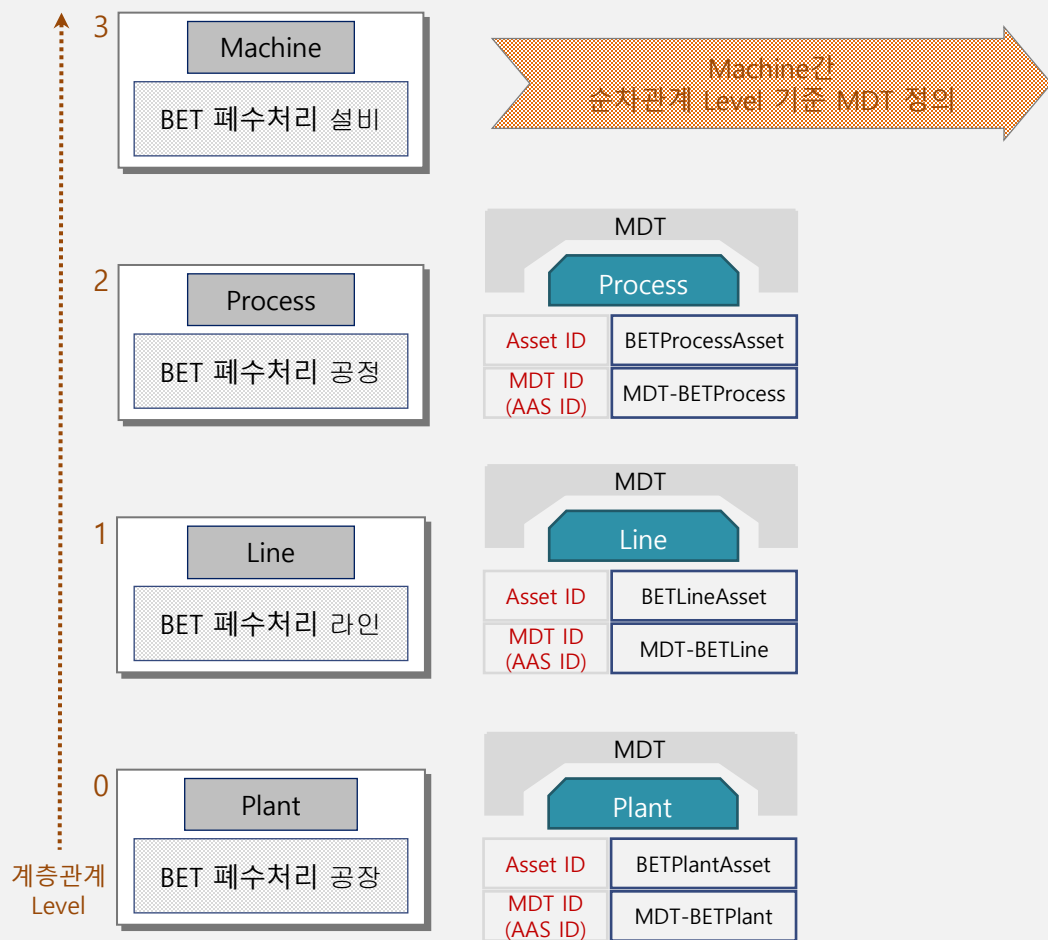 3
Machine
BET 폐수처리 설비
Machine간
순차관계 Level 기준 MDT 정의
2
Process
BET 폐수처리 공정
MDT
Process
Asset ID
BETProcessAsset
MDT ID
(AAS ID)
MDT-BETProcess
1
Line
BET 폐수처리 라인
MDT
Line
Asset ID
BETLineAsset
MDT ID
(AAS ID)
MDT-BETLine
0
Plant
BET 폐수처리 공장
MDT
Plant
Asset ID
BETPlantAsset
MDT ID
(AAS ID)
MDT-BETPlant
계층관계
Level